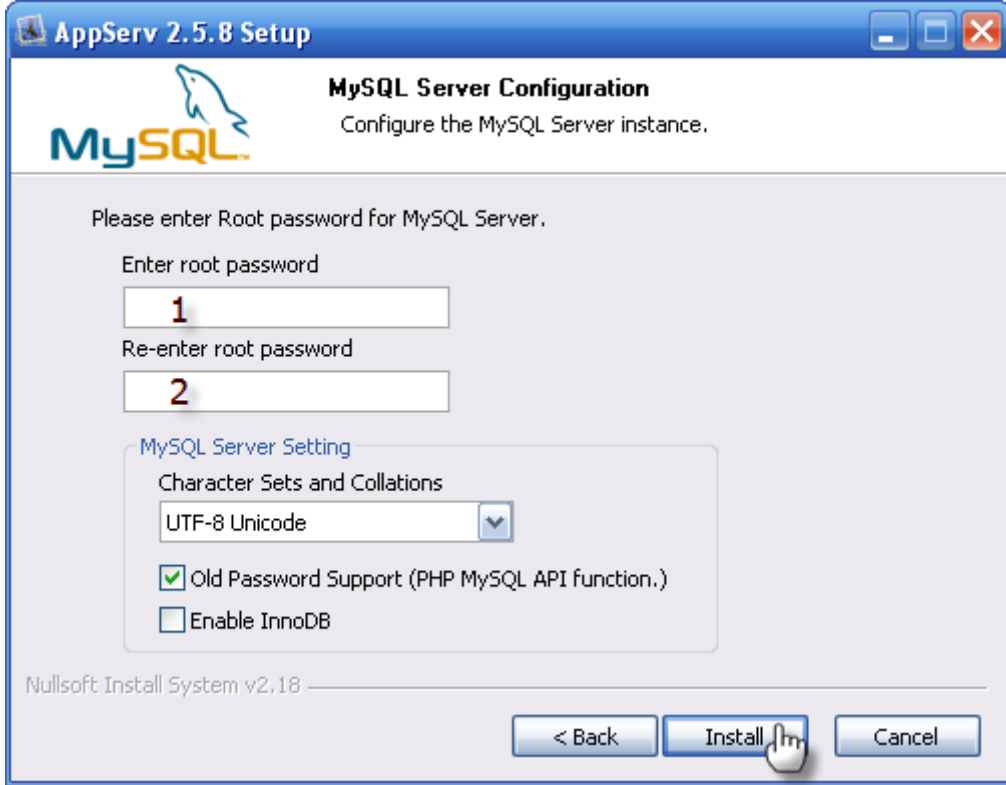 AppServ 2.5.8 Setup
MySQL
MySQL Server Configuration
Configure the MySQL Server instance.
Please enter Root password for MySQL Server.
Enter root password
1
Re-enter root password
2
MySQL Server Setting
Character Sets and Collations
UTF-8 Unicode
Old Password Support (PHP MySQL API function.)
Enable InnoDB
Nullsoft Install System v2.18
< Back Install Cancel